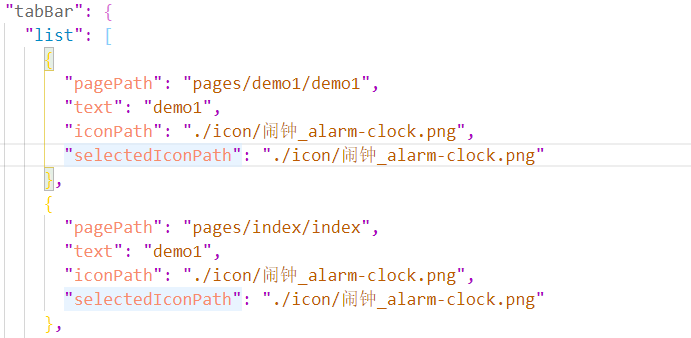 "tabBar": {
"list": [
{
"pagePath": "pages/demo1/demo1",
"text": "demo1",
"iconPath": "./icon/闹钟_alarm-clock.png",
"selectedIconPath": "./icon/闹钟_alarm-clock.png"
},
{
"pagePath": "pages/index/index",
"text": "demo1",
"iconPath": "./icon/闹钟_alarm-clock.png",
"selectedIconPath": "./icon/闹钟_alarm-clock.png"
},